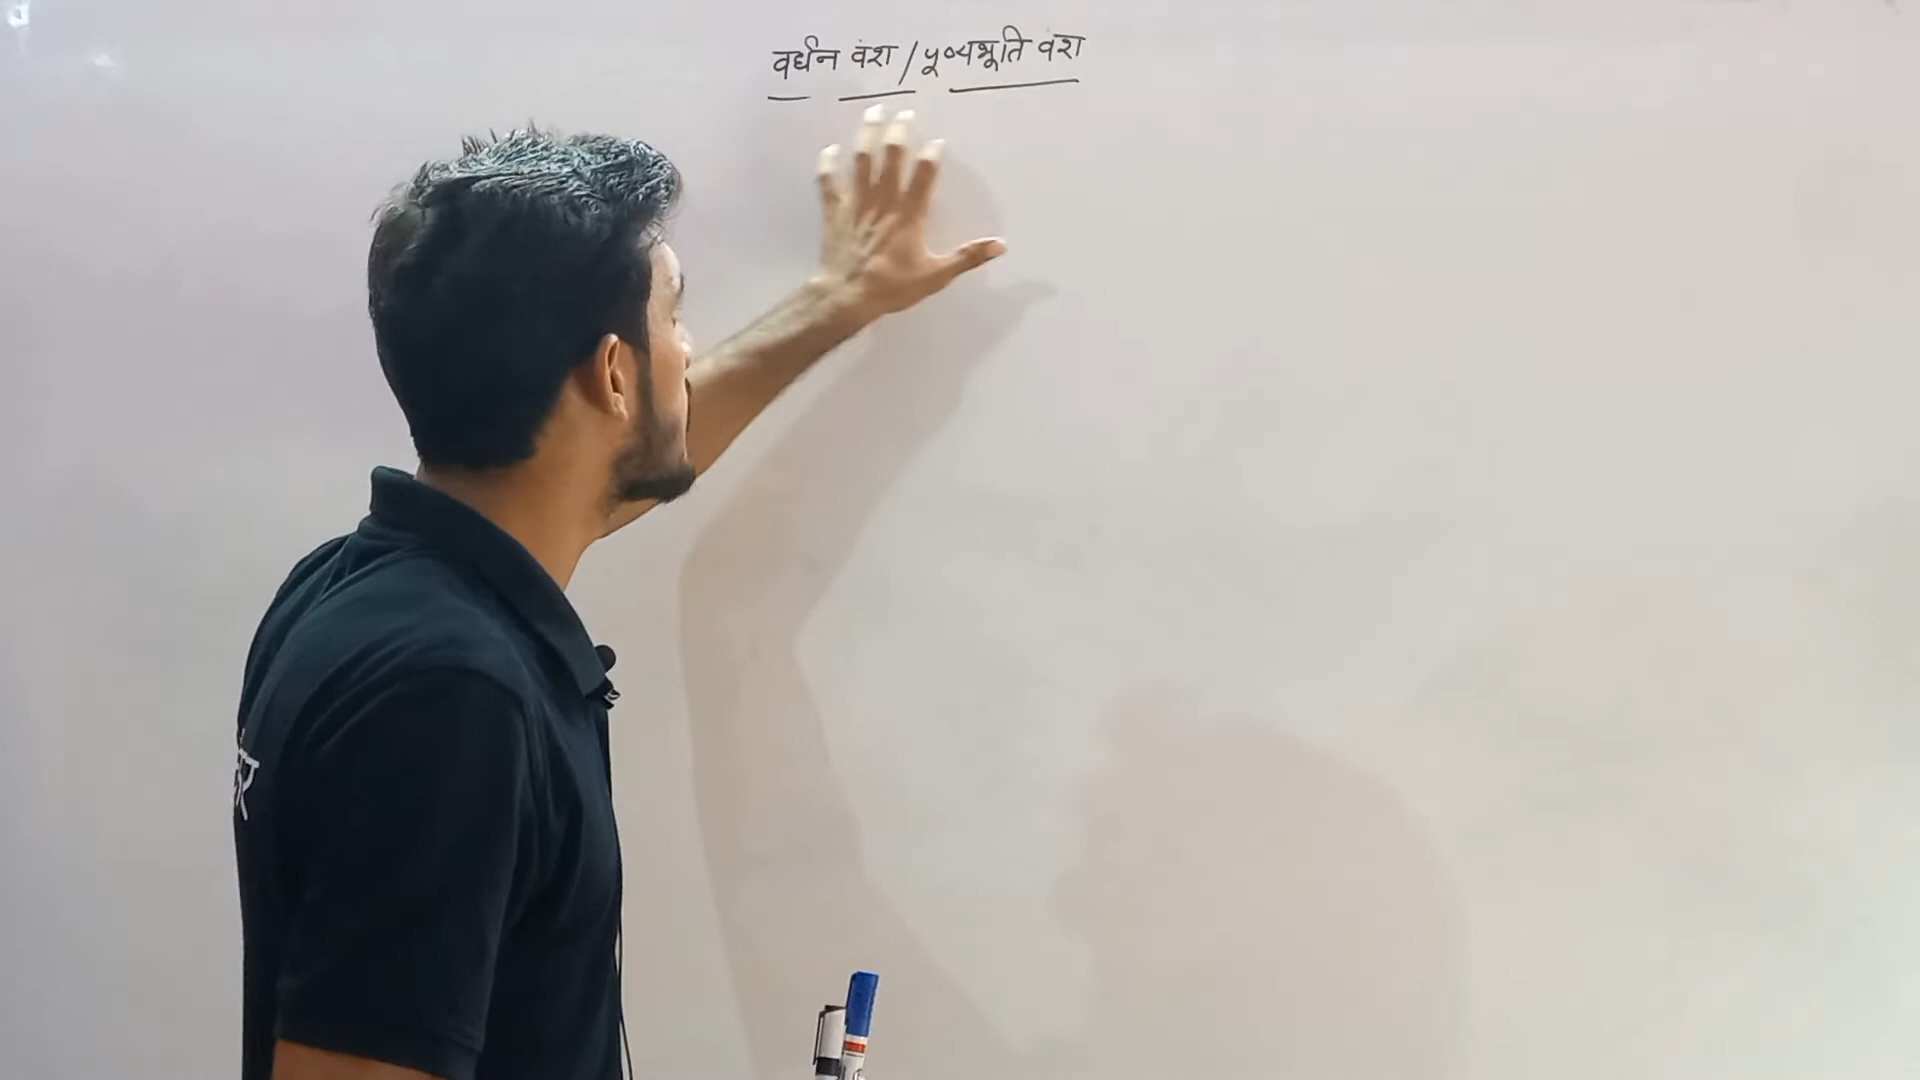 वर्धन वंश / पूष्यभूति वंश